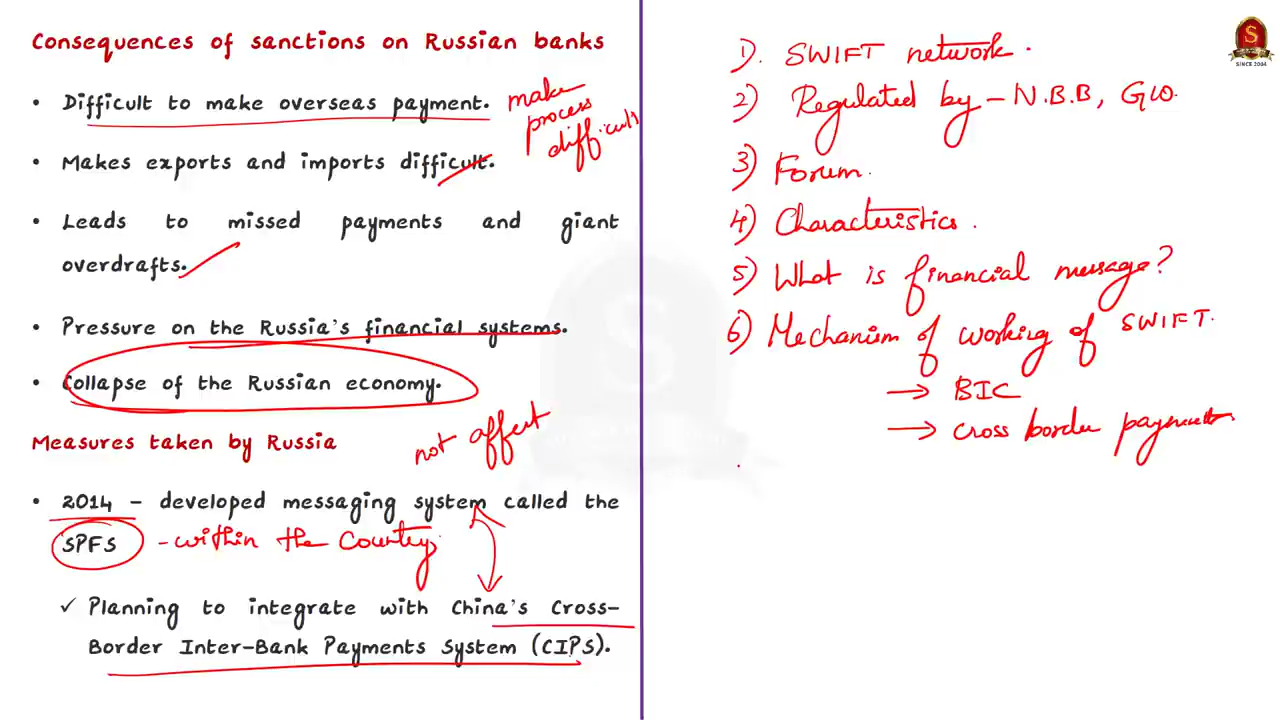 Consequences of sanctions on Russian banks
• Difficult to make overseas payment.
make
process
difficult
• Makes exports and imports difficult.
• Leads to missed payments and giant
overdrafts.
• Pressure on the Russia's financial systems.
• Collapse of the Russian economy.
not affect
Measures taken by Russia
• 2014 – developed messaging system called the
SPFS - within the Country
✓ Planning to integrate with China's Cross-
Border Inter-Bank Payments System (CIPS).
1). SWIFT network.
2) Regulated by - N.B.B, G10.
3) Forum.
4) Characteristics.
5) What is financial message?
6) Mechanism of working of SWIFT.
→ BIC
→ cross border payments
S
SINCE 2004